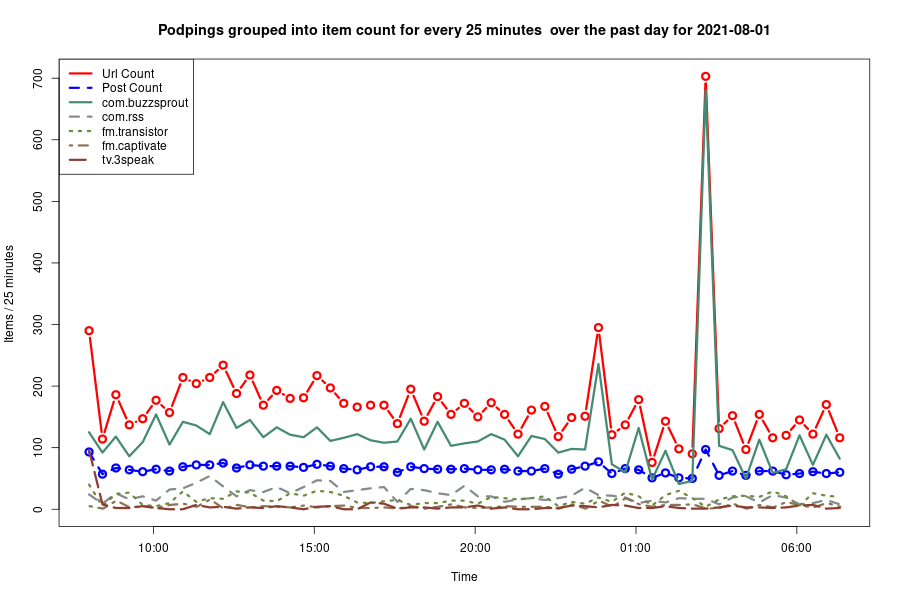 Podpings grouped into item count for every 25 minutes  over the past day for 2021-08-01
Url Count
Post Count
com.buzzsprout
com.rss
fm.transistor
fm.captivate
tv.3speak
Items / 25 minutes
700
600
500
400
300
200
100
0
10:00
15:00
20:00
01:00
06:00
Time